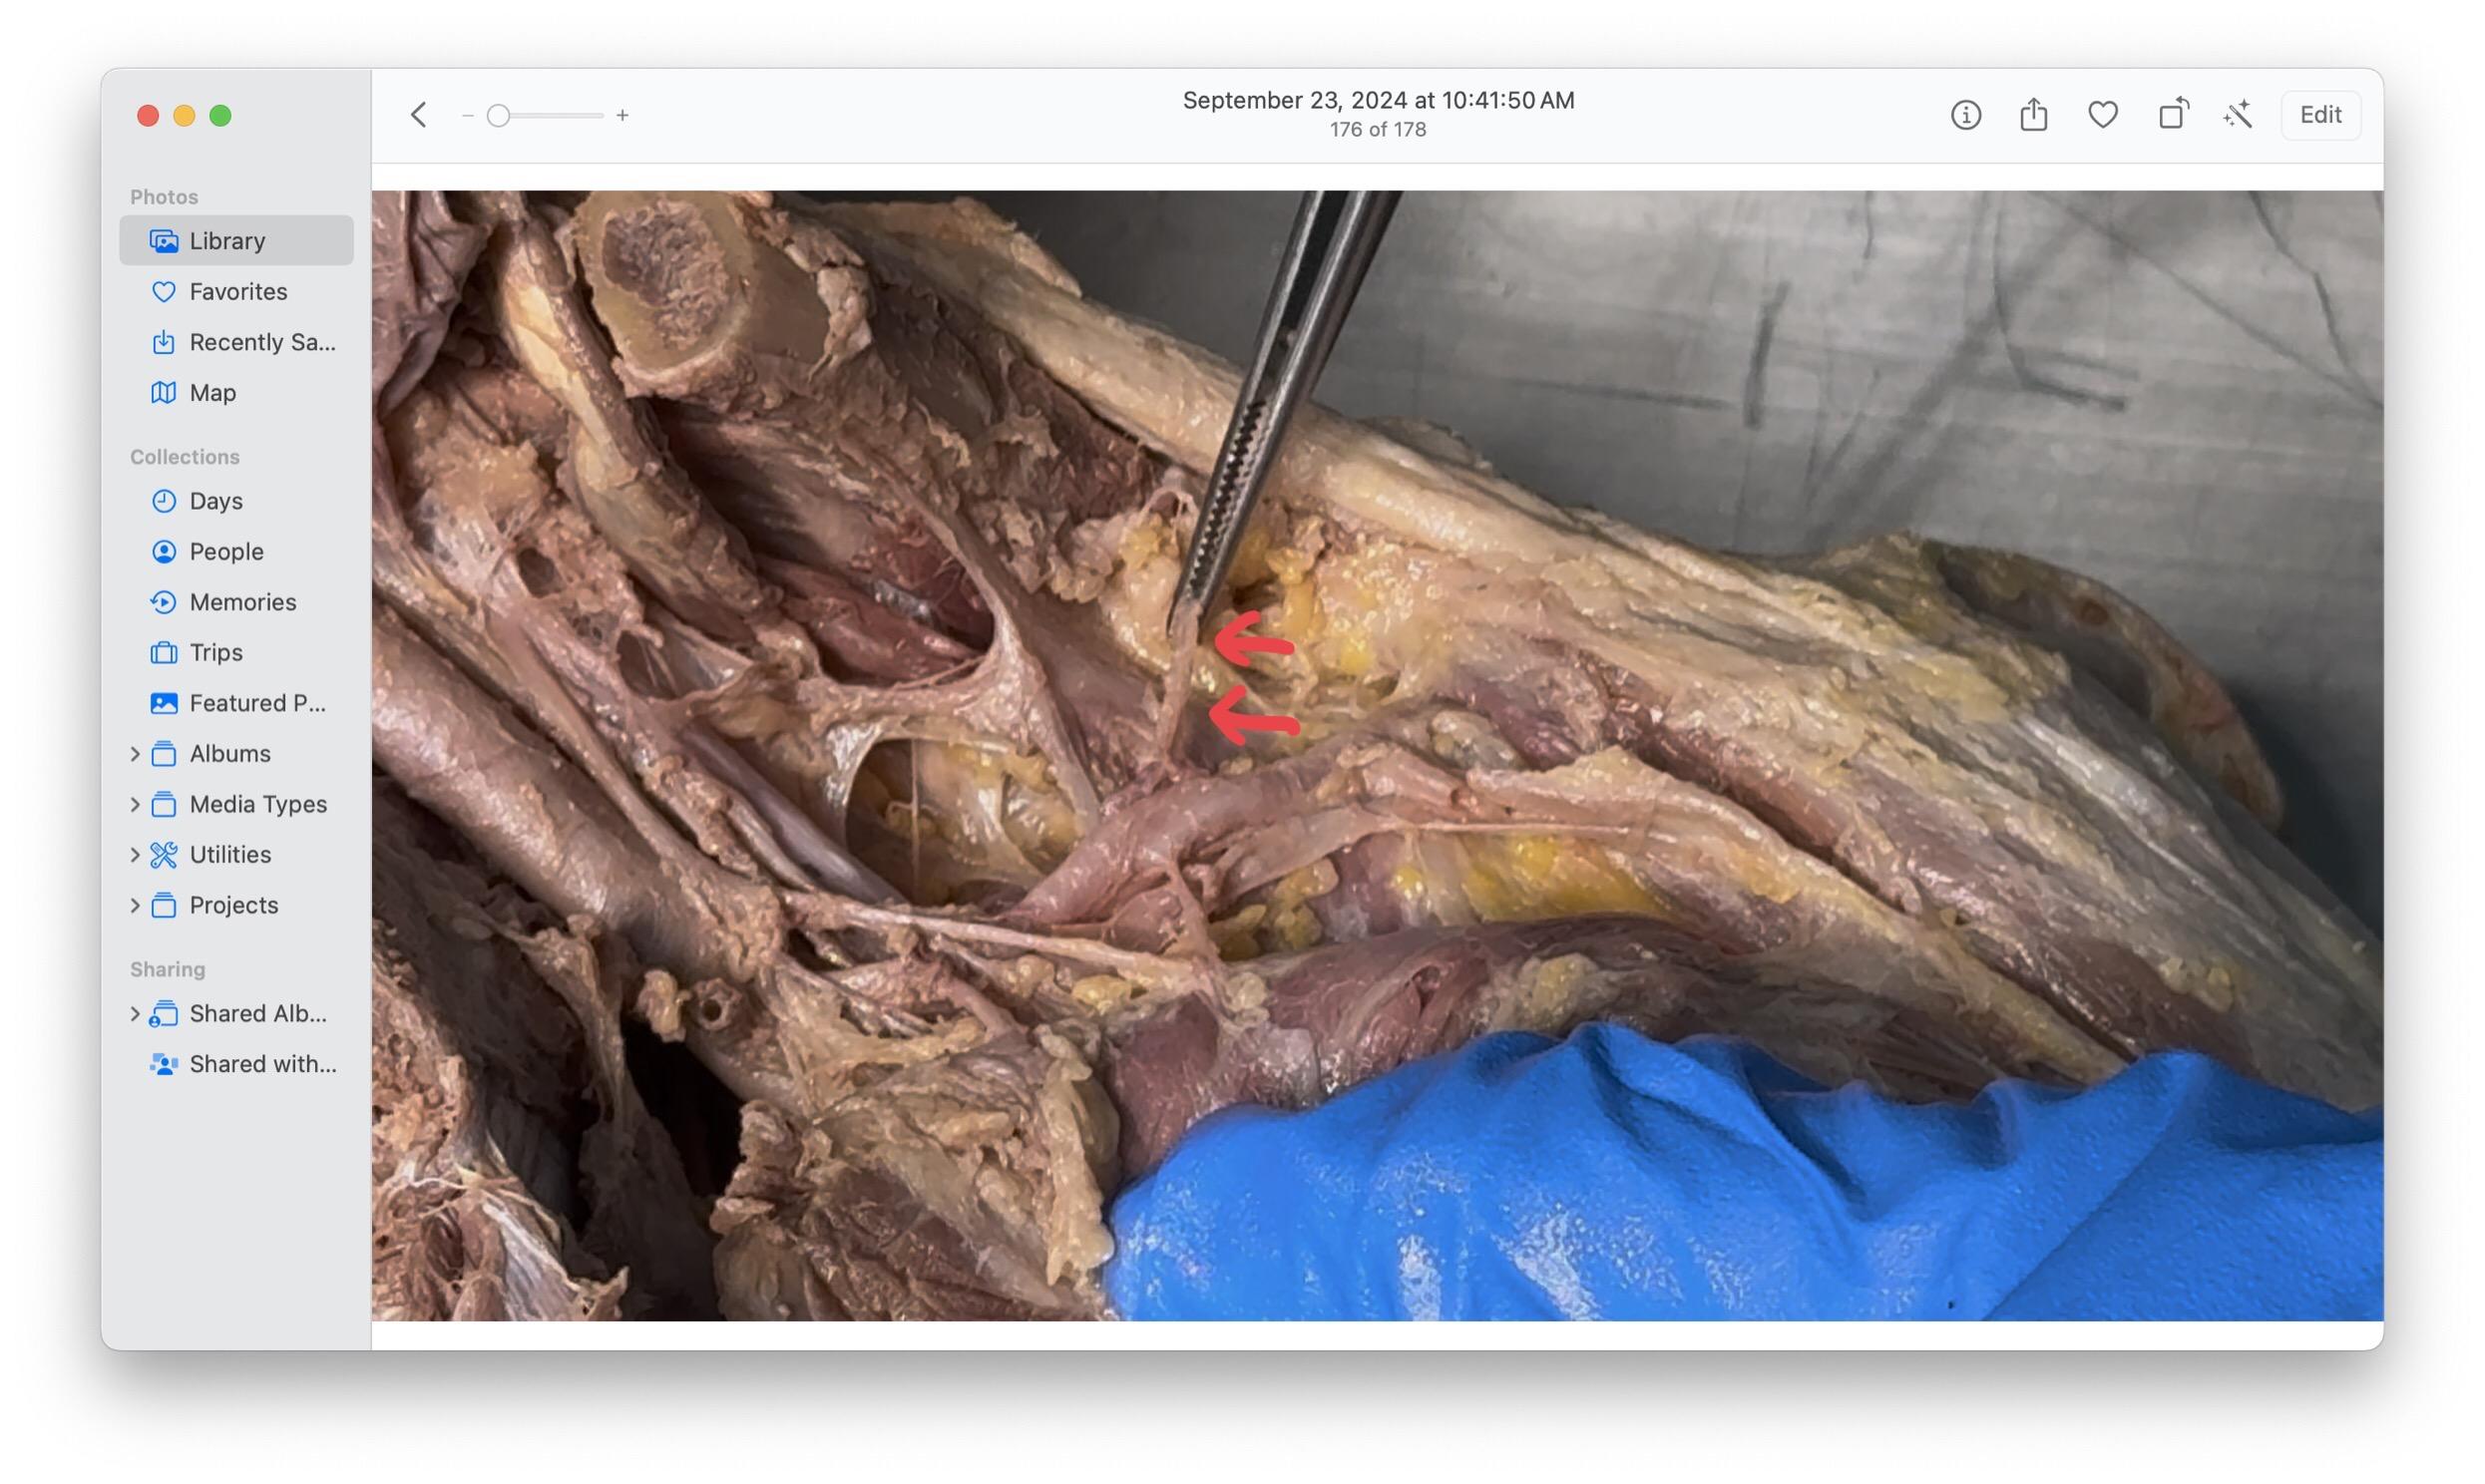 September 23, 2024 at 10:41:50 AM
176 of 178
Edit
Photos
Library
Favorites
Recently Sa...
Map
Collections
Days
People
Memories
Trips
Featured P...
Albums
Media Types
Utilities
Projects
Sharing
Shared Alb...
Shared with...